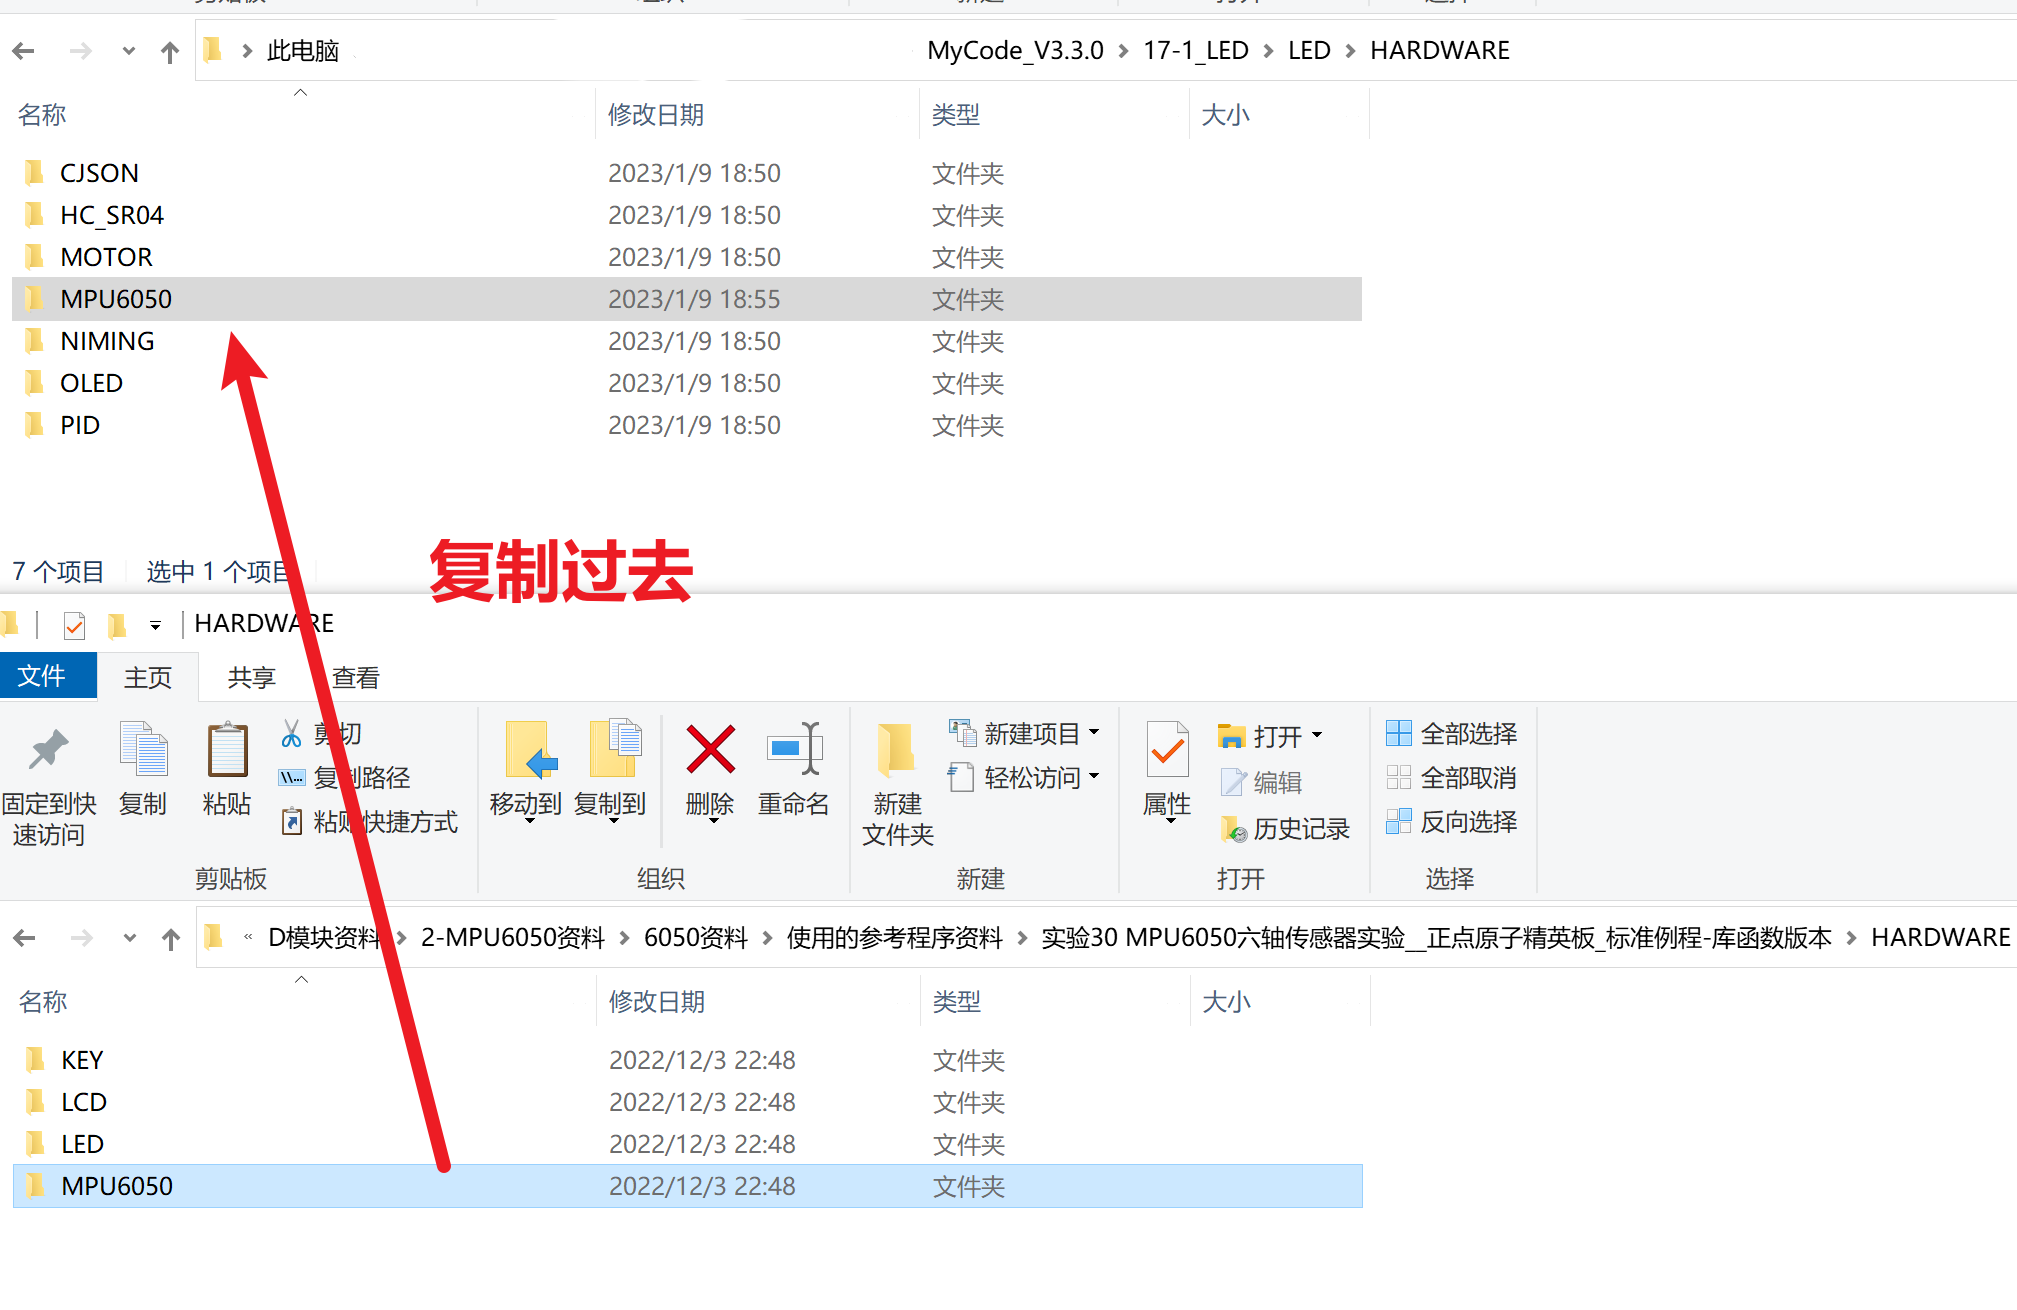 此电脑 MyCode_V3.3.0 17-1_LED LED HARDWARE
名称 修改日期 类型 大小
CJSON 2023/1/9 18:50 文件夹
HC_SR04 2023/1/9 18:50 文件夹
MOTOR 2023/1/9 18:50 文件夹
MPU6050 2023/1/9 18:55 文件夹
NIMING 2023/1/9 18:50 文件夹
OLED 2023/1/9 18:50 文件夹
PID 2023/1/9 18:50 文件夹
复制过去
7 个项目 选中 1 个项目
HARDWARE
文件 主页 共享 查看
固定到快速访问
复制
粘贴
剪切
复制路径
粘贴快捷方式
剪贴板
移动到
复制到
删除
重命名
组织
新建
文件夹
新建项目
轻松访问
新建
属性
打开
编辑
历史记录
打开
全部选择
全部取消
反向选择
选择
« D模块资料 2-MPU6050资料 6050资料 使用的参考程序资料 实验30 MPU6050六轴传感器实验__正点原子精英板_标准例程-库函数版本 HARDWARE
名称 修改日期 类型 大小
KEY 2022/12/3 22:48 文件夹
LCD 2022/12/3 22:48 文件夹
LED 2022/12/3 22:48 文件夹
MPU6050 2022/12/3 22:48 文件夹